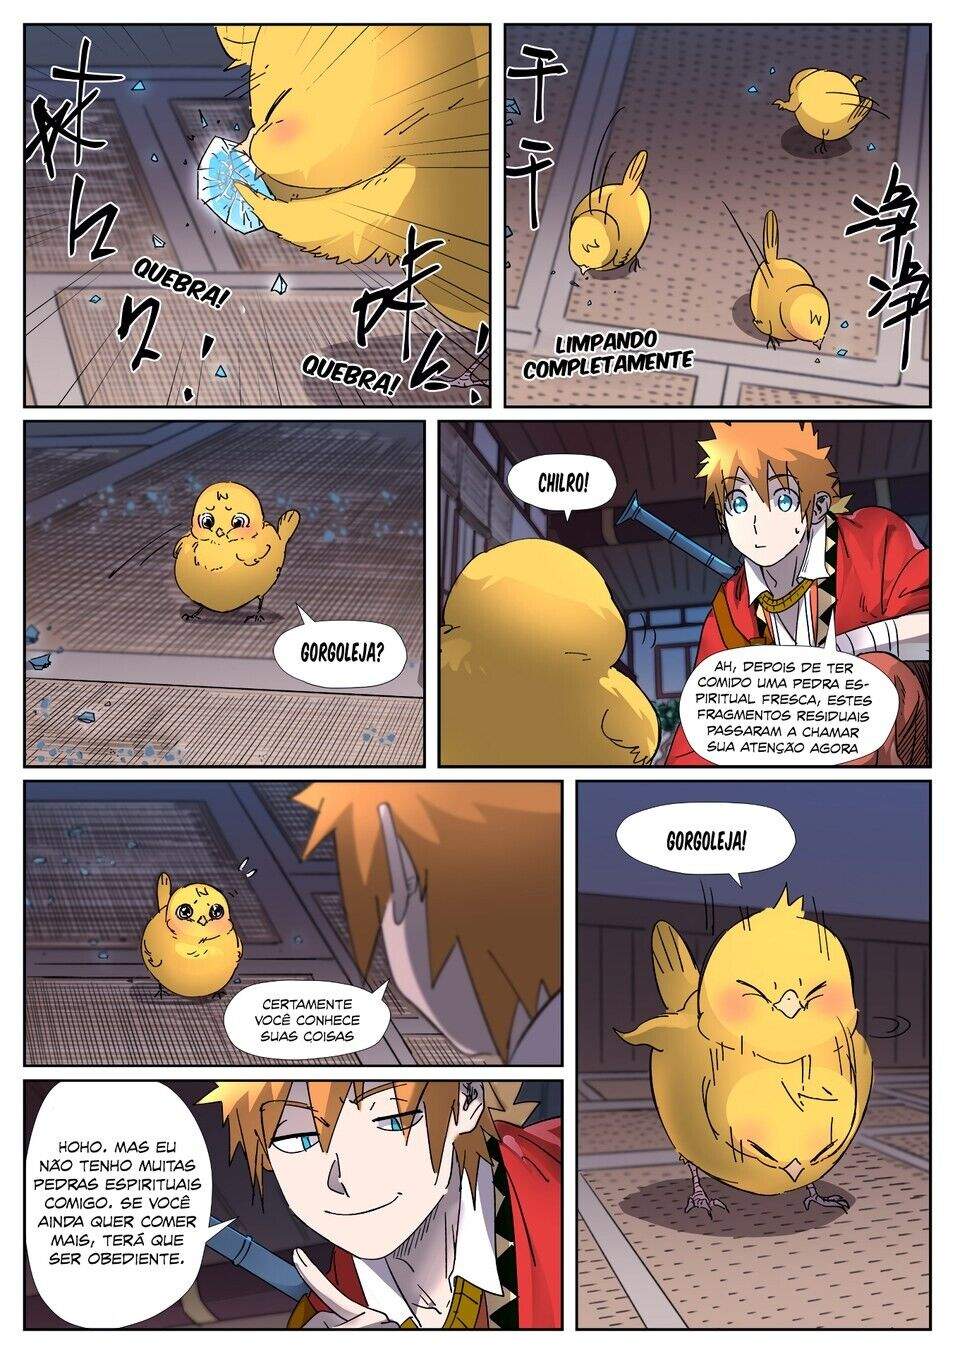 咔
ㄘ
QUEBRA!
咔
QUEBRA!
干
干
净
净
LIMPANDO
COMPLETAMENTE
GORGOLEJA?
CHILRO!
AH, DEPOIS DE TER
COMIDO UMA PEDRA ES-
PIRITUAL FRESCA, ESTES
FRAGMENTOS RESIDUAIS
PASSARAM A CHAMAR
SUA ATENÇÃO AGORA
CERTAMENTE
VOCÊ CONHECE
SUAS COISAS
GORGOLEJA!
HOHO. MAS EU
NÃO TENHO MUITAS
PEDRAS ESPIRITUAIS
COMIGO. SE VOCÊ
AINDA QUER COMER
MAIS, TERÁ QUE
SER OBEDIENTE.